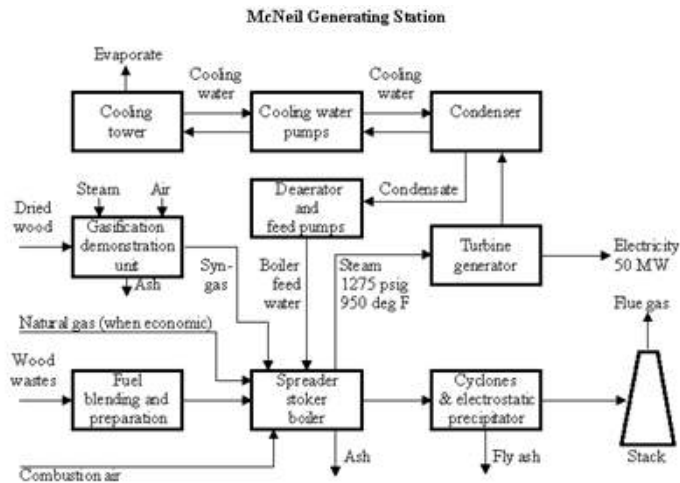 McNeil Generating Station
Evaporate
Cooling
water
Cooling
water
Cooling
tower
Cooling water
pumps
Condenser
Steam
Air
Deaerator
and
feed pumps
Condensate
Dried
wood
Gasification
demonstration
unit
Turbine
generator
Electricity
50 MW
Ash
Syn-
gas
Boiler
feed
water
Steam
1275 psig
950 deg F
Flue gas
Natural gas (when economic)
Wood
wastes
Fuel
blending and
preparation
Spreader
stoker
boiler
Cyclones
& electrostatic
precipitator
Ash
Fly ash
Stack
Combustion air